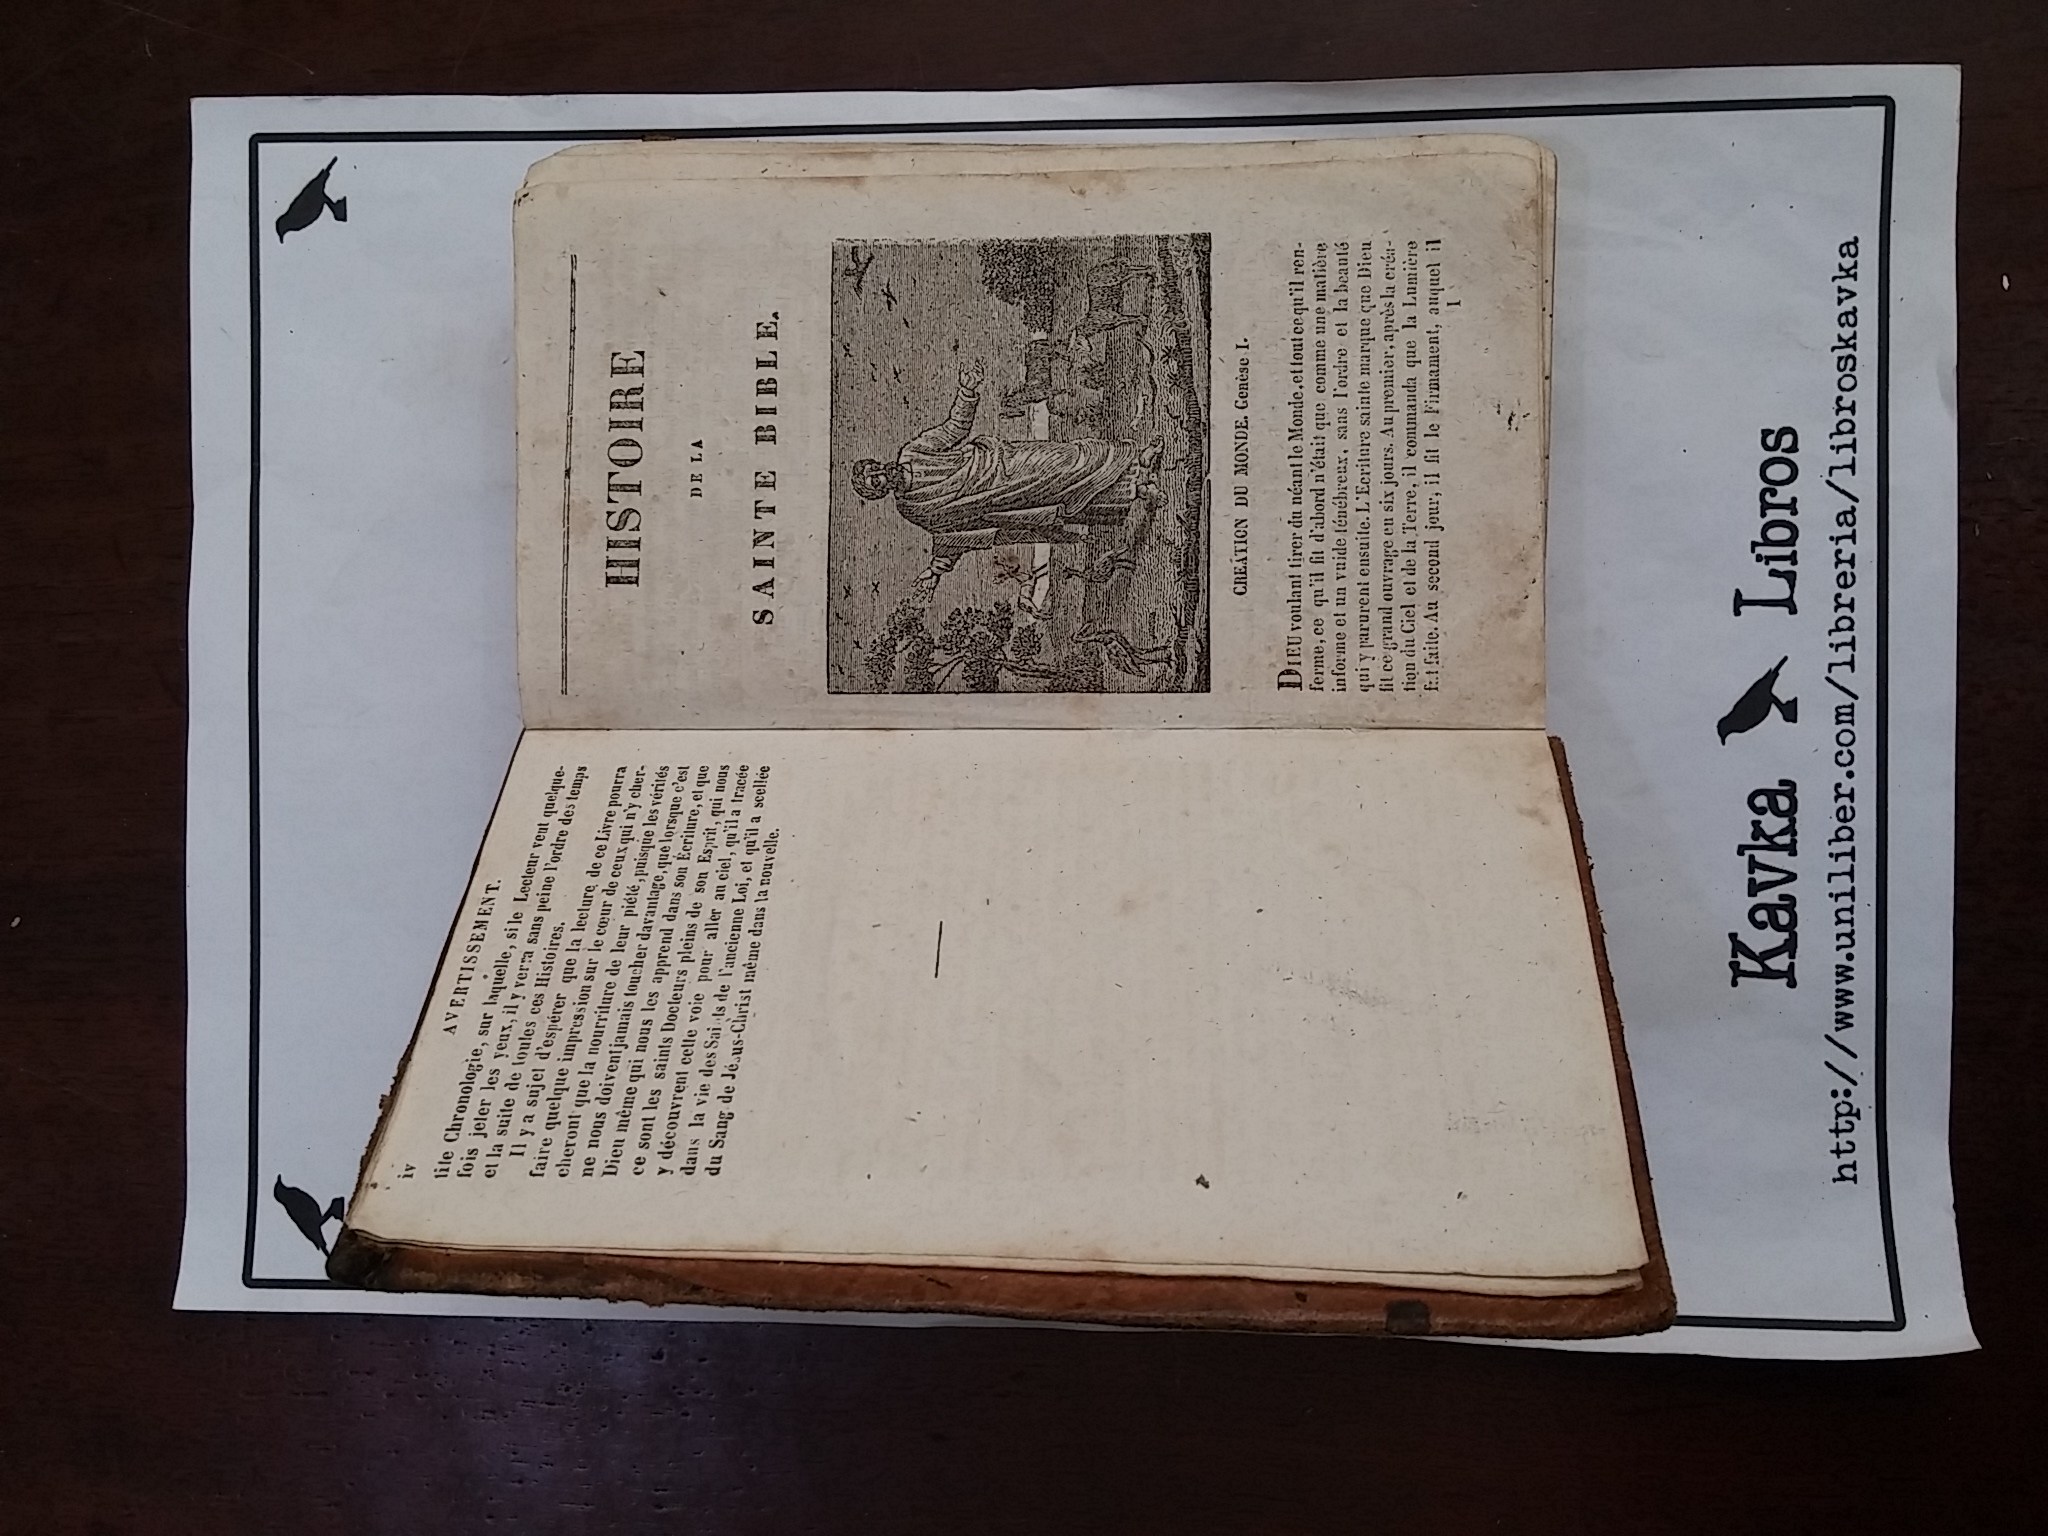 iv
AVERTISSEMENT.
tite Chronologie, sur laquelle, si le Lecteur veut quelque-
fois jeter les yeux, il y verra sans peine l'ordre des temps
et la suite de toutes ces Histoires.
Il y a sujet d'espérer que la lecture de ce Livre pourra
faire quelque impression sur le cœur de ceux qui n'y cher-
cheront que la nourriture de leur piété, puisque les vérités
ne nous doivent jamais toucher davantage, que lorsque c'est
Dieu même qui nous les apprend dans son Écriture, et que
ce sont les saints Docteurs pleins de son Esprit, qui nous
y découvrent cette voie pour aller au ciel, qu'il a tracée
dans la vie des Saints de l'ancienne Loi, et qu'il a scellée
du Sang de Jésus-Christ même dans la nouvelle.
HISTOIRE
DE LA
SAINTE BIBLE.
CRÉATION DU MONDE. Genèse I.
DIEU voulant tirer du néant le Monde, et tout ce qu'il ren-
ferme, ce qu'il fit d'abord n'était que comme une matière
informe et un vuide ténébreux, sans l'ordre et la beauté
qui y parurent ensuite. L'Ecriture sainte marque que Dieu
fit ce grand ouvrage en six jours. Au premier, après la créa-
tion du Ciel et de la Terre, il commanda que la Lumière
fût faite. Au second jour, il fit le Firmament, auquel il
1
Kavka Libros
http://www.uniliber.com/libreria/libroskavka